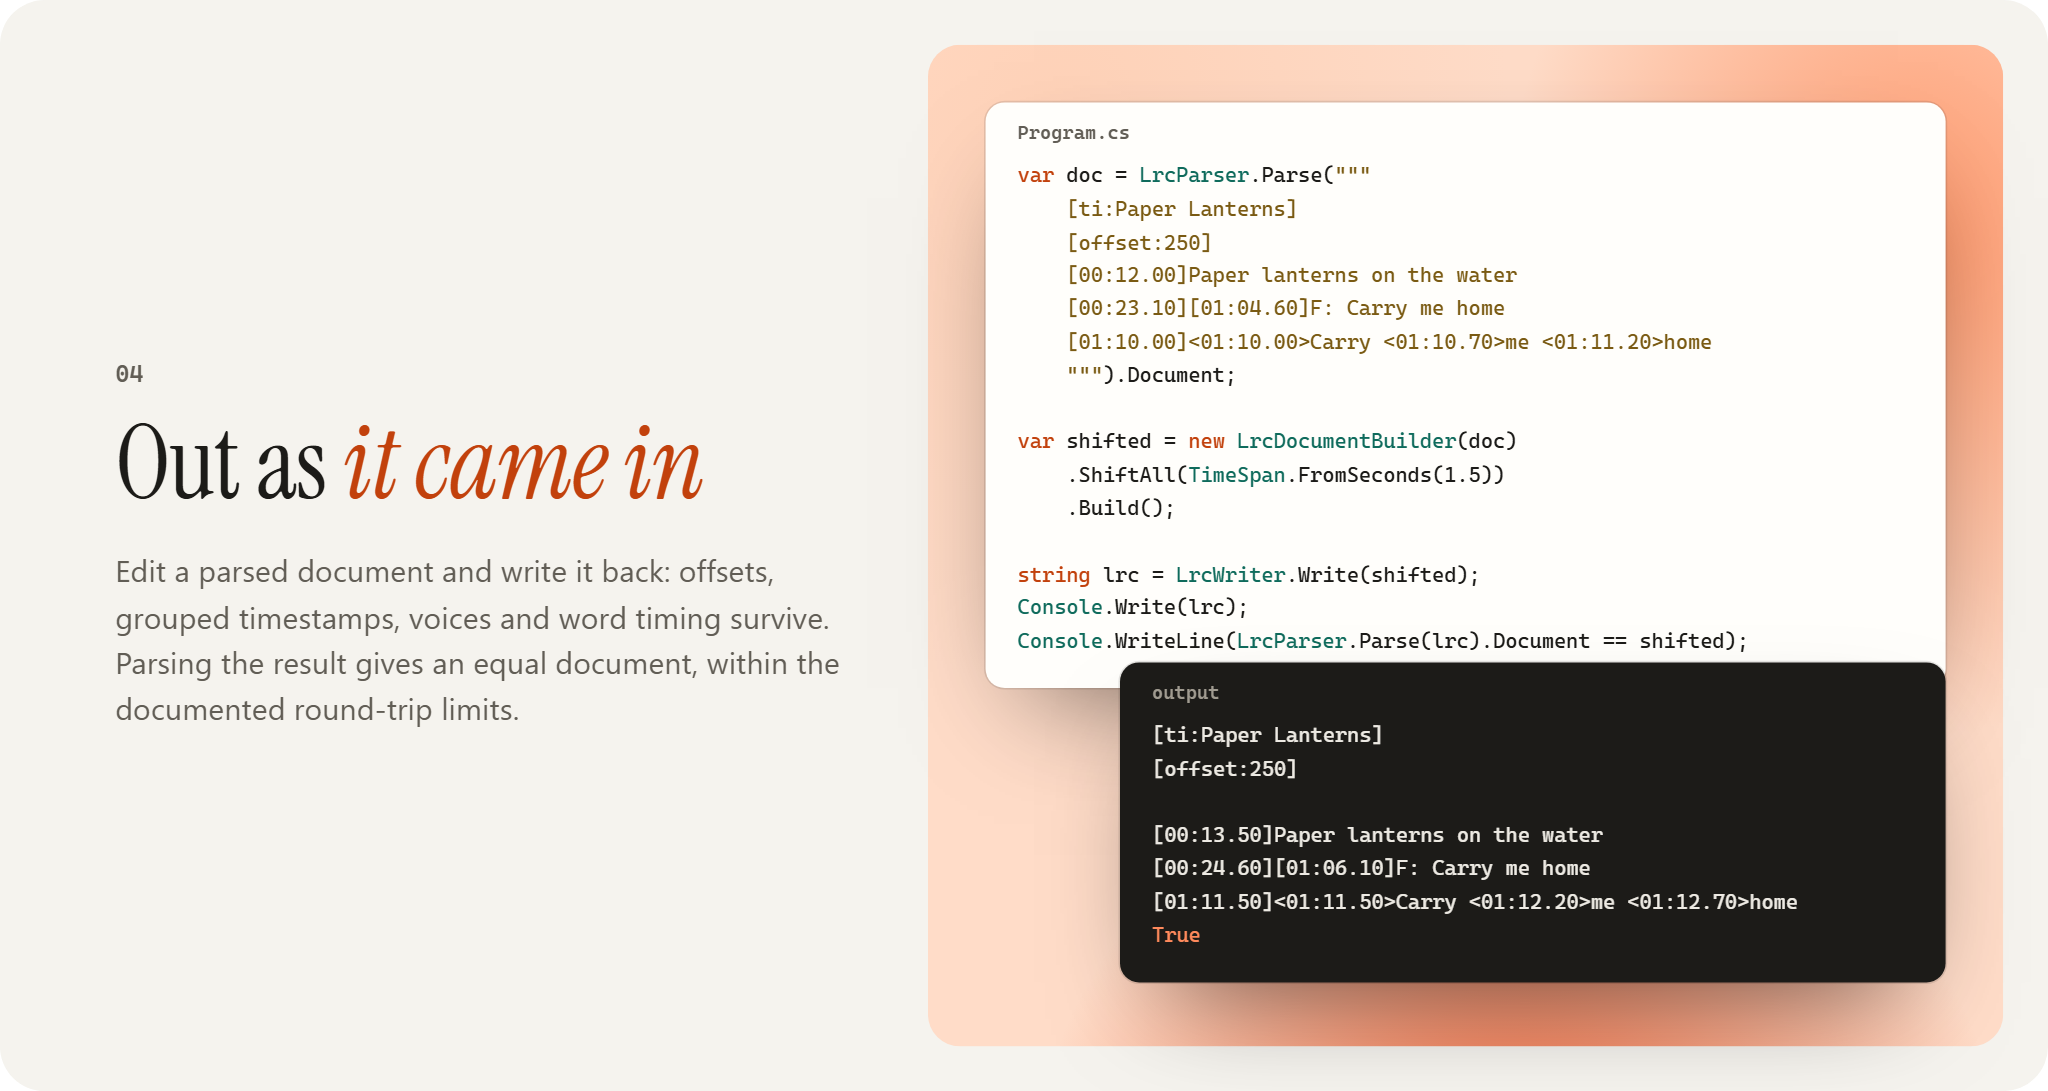 04
Out as it came in
Edit a parsed document and write it back: offsets,
grouped timestamps, voices and word timing survive.
Parsing the result gives an equal document, within the
documented round-trip limits.
Program.cs
var doc = LrcParser.Parse("""
    [ti:Paper Lanterns]
    [offset:250]
    [00:12.00]Paper lanterns on the water
    [00:23.10][01:04.60]F: Carry me home
    [01:10.00]<01:10.00>Carry <01:10.70>me <01:11.20>home
    """).Document;
var shifted = new LrcDocumentBuilder(doc)
    .ShiftAll(TimeSpan.FromSeconds(1.5))
    .Build();
string lrc = LrcWriter.Write(shifted);
Console.Write(lrc);
Console.WriteLine(LrcParser.Parse(lrc).Document == shifted);
output
[ti:Paper Lanterns]
[offset:250]
[00:13.50]Paper lanterns on the water
[00:24.60][01:06.10]F: Carry me home
[01:11.50]<01:11.50>Carry <01:12.20>me <01:12.70>home
True